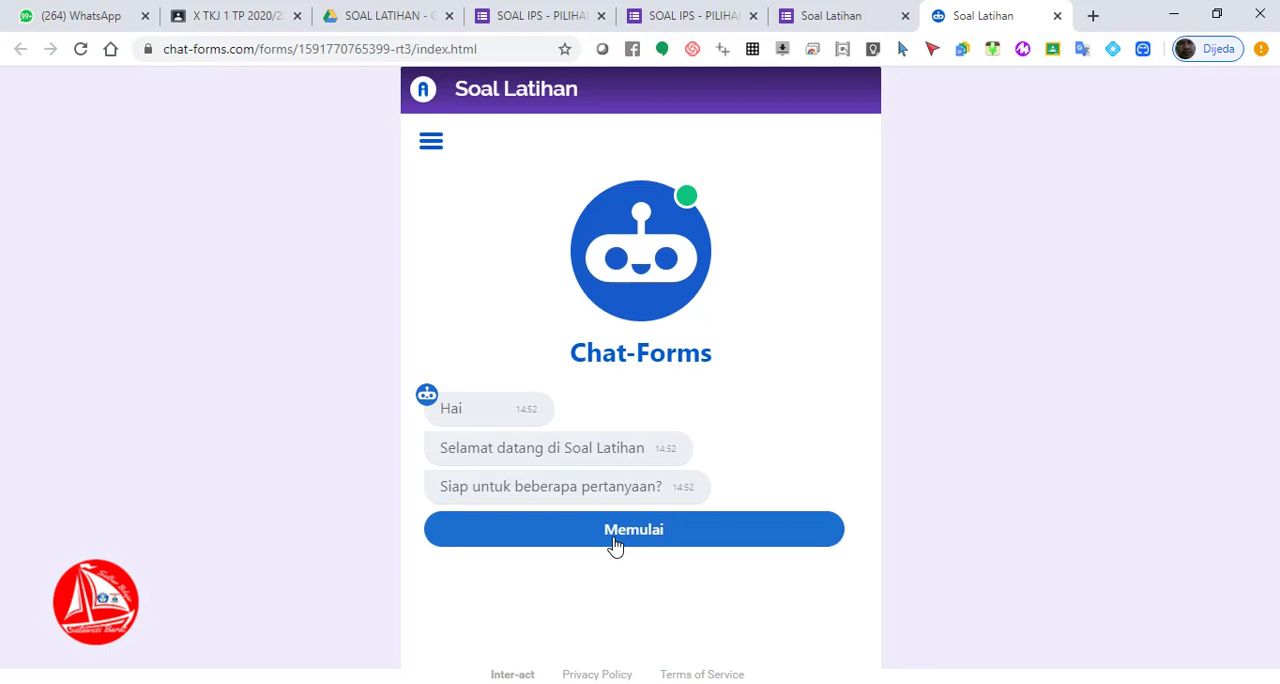 (264) WhatsApp
X TKJ 1 TP 2020/2
SOAL LATIHAN - G
SOAL IPS - PILIHA
SOAL IPS - PILIHA
Soal Latihan
Soal Latihan
chat-forms.com/forms/1591770765399-rt3/index.html
Dijeda
Soal Latihan
Chat-Forms
Hai 14:52
Selamat datang di Soal Latihan 14:52
Siap untuk beberapa pertanyaan? 14:52
Memulai
Inter-act Privacy Policy Terms of Service